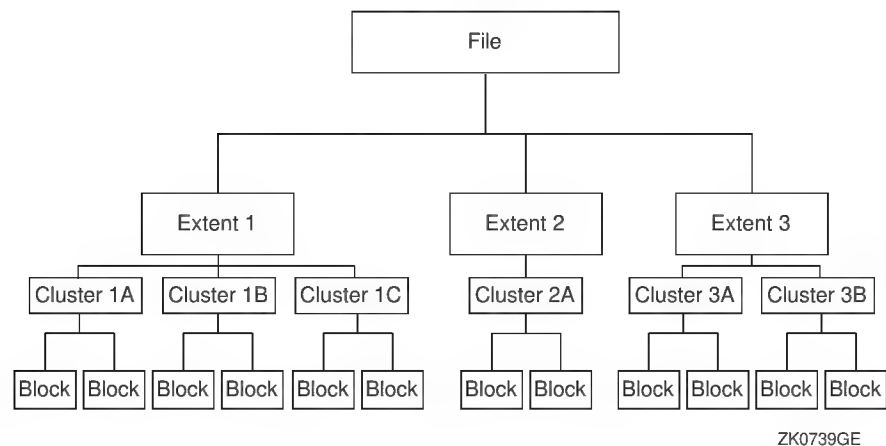 File
Extent 1 Extent 2 Extent 3
Cluster 1A Cluster 1B Cluster 1C Cluster 2A Cluster 3A Cluster 3B
Block Block Block Block Block Block Block Block Block Block Block Block
ZK0739GE